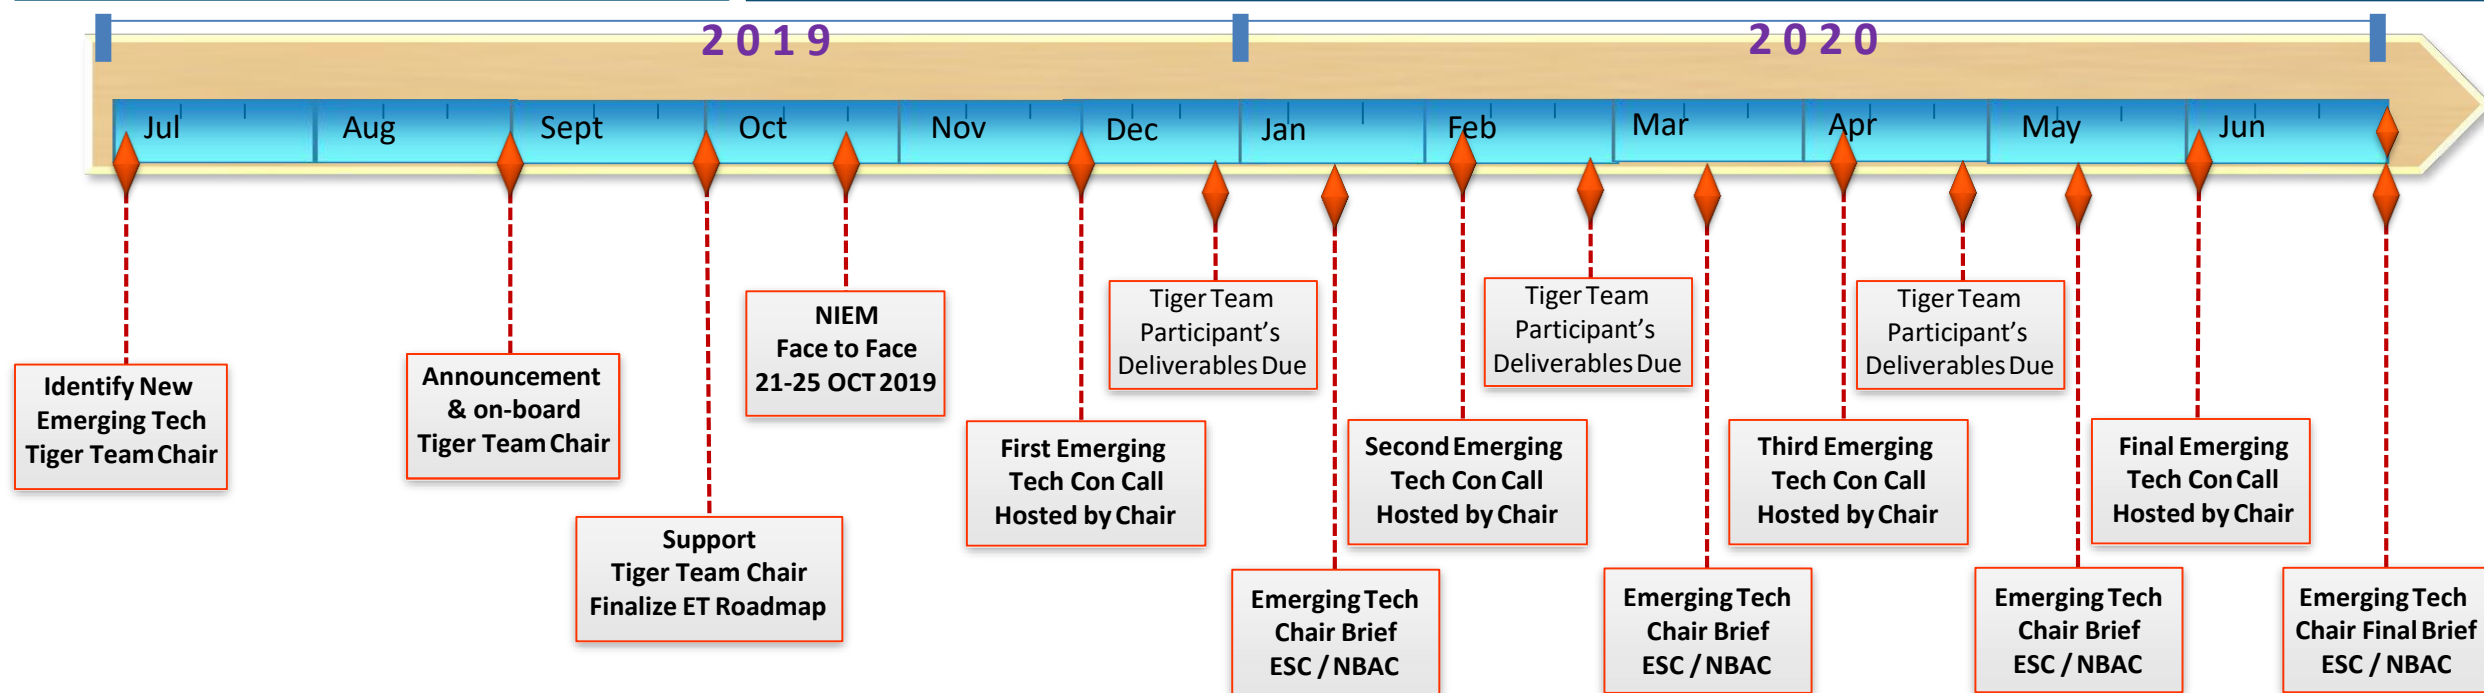 2019
2020
Jul
Aug
Sept
Oct
Nov
Dec
Jan
Feb
Mar
Apr
May
Jun
Identify New
Emerging Tech
Tiger Team Chair
Announcement
& on-board
Tiger Team Chair
Support
Tiger Team Chair
Finalize ET Roadmap
NIEM
Face to Face
21-25 OCT 2019
First Emerging
Tech Con Call
Hosted by Chair
Tiger Team
Participant’s
Deliverables Due
Emerging Tech
Chair Brief
ESC / NBAC
Second Emerging
Tech Con Call
Hosted by Chair
Tiger Team
Participant’s
Deliverables Due
Emerging Tech
Chair Brief
ESC / NBAC
Third Emerging
Tech Con Call
Hosted by Chair
Tiger Team
Participant’s
Deliverables Due
Emerging Tech
Chair Brief
ESC / NBAC
Final Emerging
Tech Con Call
Hosted by Chair
Emerging Tech
Chair Final Brief
ESC / NBAC